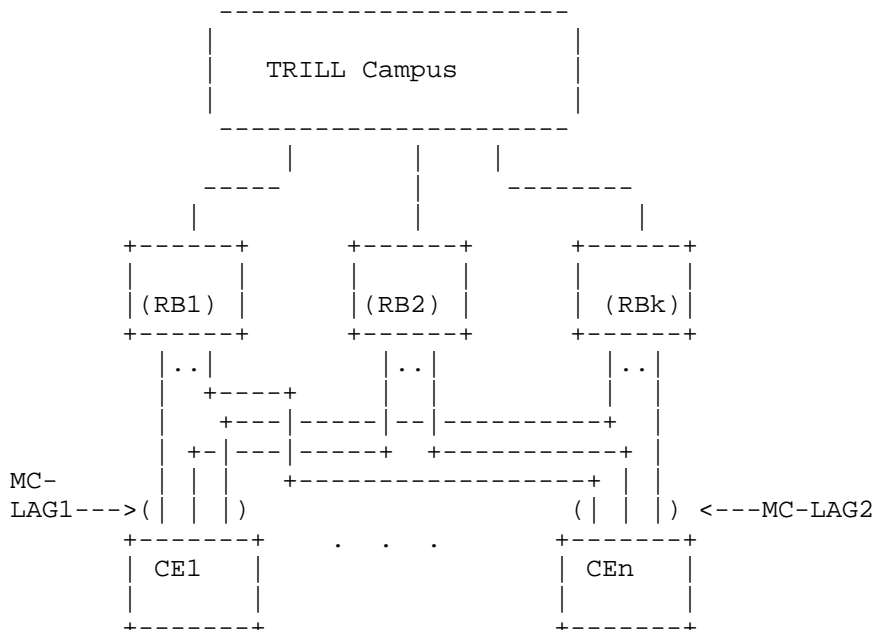 TRILL Campus
(RB1) (RB2) (RBk)
MC-
LAG1--->( ) ( ) <---MC-LAG2
CE1 . . . CEn